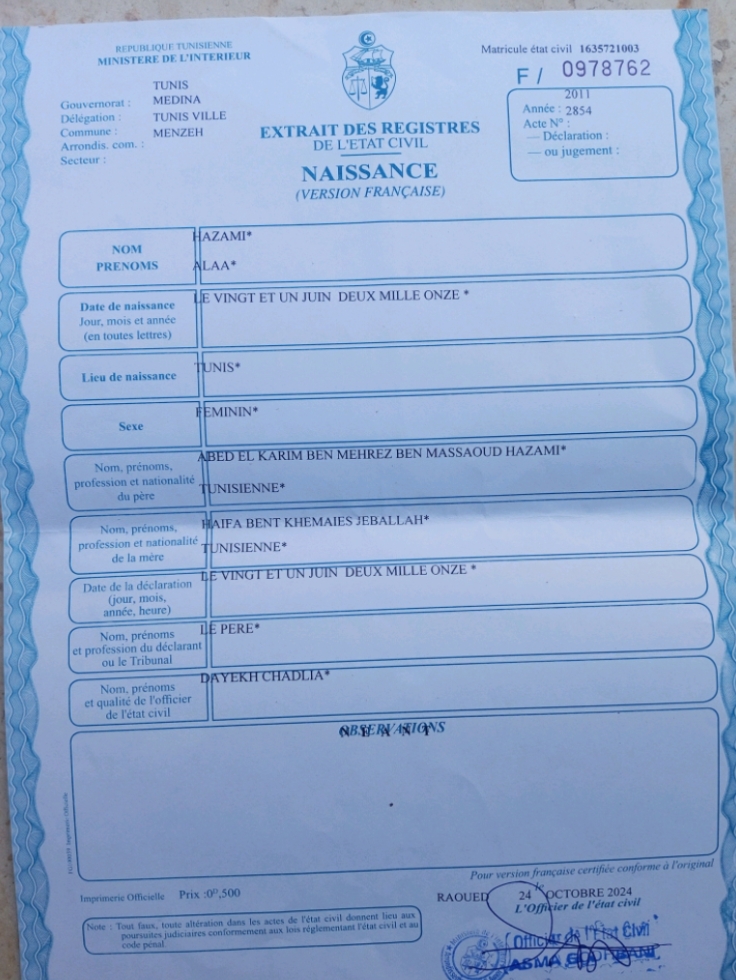 REPUBLIQUE TUNISIENNE
MINISTERE DE L'INTERIEUR
Matricule état civil 1635721003
F / 0978762
TUNIS
Gouvernorat : MEDINA
Délégation : TUNIS VILLE
Commune : MENZEH
Arrondis. com. :
Secteur :
2011
Année : 2854
Acte N° :
— Déclaration :
— ou jugement :
EXTRAIT DES REGISTRES
DE L'ETAT CIVIL
NAISSANCE
(VERSION FRANÇAISE)
NOM HAZAMI*
PRENOMS ALAA*
Date de naissance LE VINGT ET UN JUIN DEUX MILLE ONZE *
Jour, mois et année
(en toutes lettres)
Lieu de naissance TUNIS*
Sexe FEMININ*
ABED EL KARIM BEN MEHREZ BEN MASSAOUD HAZAMI*
Nom, prénoms,
profession et nationalité
du père
TUNISIENNE*
HAIFA BENT KHEMAIES JEBALLAH*
Nom, prénoms,
profession et nationalité
de la mère
TUNISIENNE*
LE VINGT ET UN JUIN DEUX MILLE ONZE *
Date de la déclaration
(jour, mois,
année, heure)
LE PERE*
Nom, prénoms
et profession du déclarant
ou le Tribunal
DAYEKH CHADLIA*
Nom, prénoms
et qualité de l'officier
de l'état civil
OBSERVATIONS
N E A N T
Pour version française certifiée conforme à l'original
Imprimerie Officielle Prix :0ᴰ,500
le
RAOUED 24 OCTOBRE 2024
L'Officier de l'état civil
Note : Tout faux, toute altération dans les actes de l'état civil donnent lieu aux
poursuites judiciaires conformement aux lois réglementant l'état civil et au
code pénal.
Officier de l'Etat Civil
ASMA